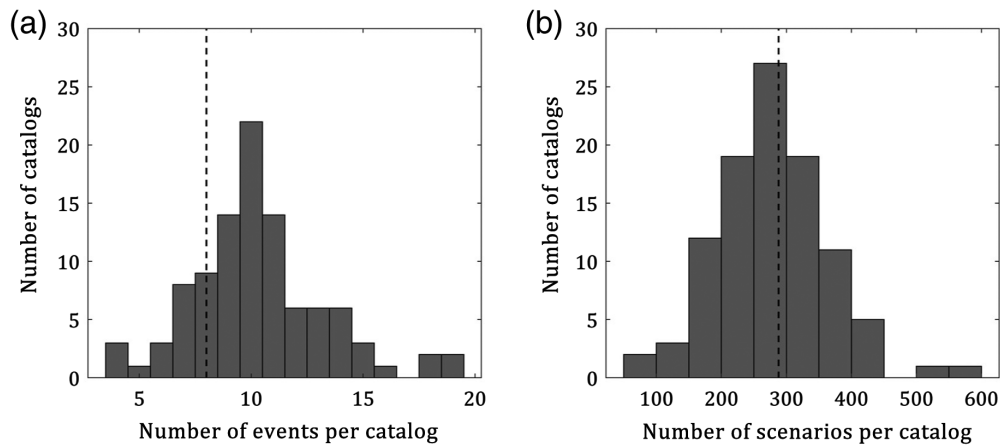 (a)
30
25
20
15
10
5
0
Number of catalogs
5 10 15 20
Number of events per catalog
(b)
30
25
20
15
10
5
0
Number of catalogs
100 200 300 400 500 600
Number of scenarios per catalog